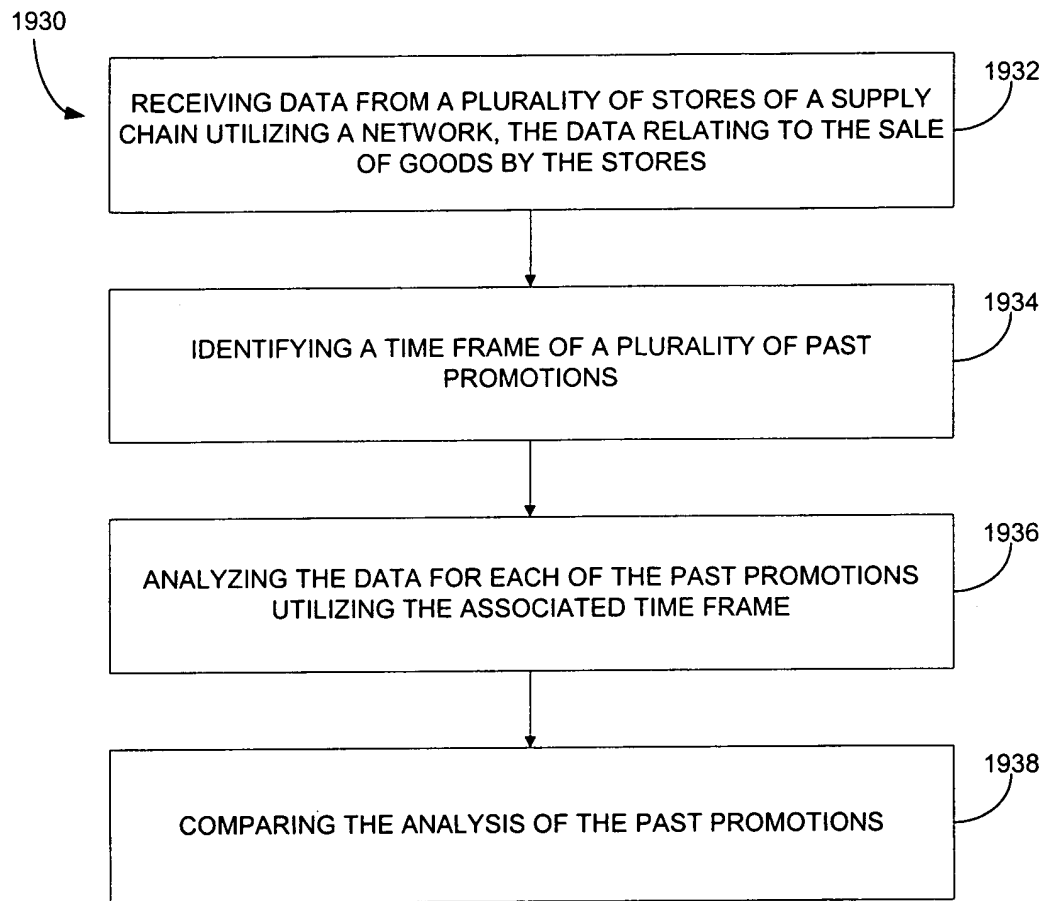 1930
1932
RECEIVING DATA FROM A PLURALITY OF STORES OF A SUPPLY
CHAIN UTILIZING A NETWORK, THE DATA RELATING TO THE SALE
OF GOODS BY THE STORES
1934
IDENTIFYING A TIME FRAME OF A PLURALITY OF PAST
PROMOTIONS
1936
ANALYZING THE DATA FOR EACH OF THE PAST PROMOTIONS
UTILIZING THE ASSOCIATED TIME FRAME
1938
COMPARING THE ANALYSIS OF THE PAST PROMOTIONS